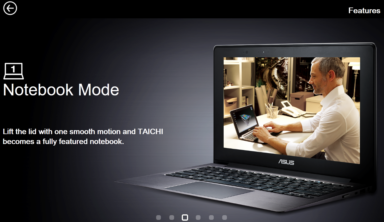 Features
1
Notebook Mode
Lift the lid with one smooth motion and TAICHI
becomes a fully featured notebook.
ASUS